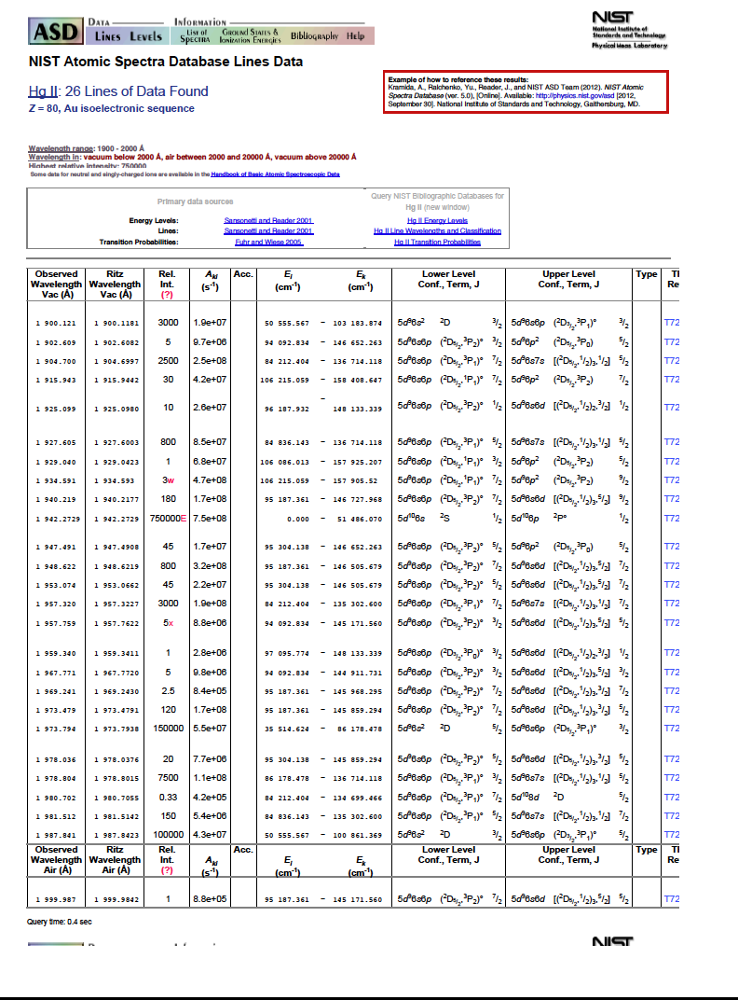 ASD DATA INFORMATION
LINES LEVELS List of SPECTRA GROUND STATES & IONIZATION ENERGIES Bibliography Help
NIST
National Institute of
Standards and Technology
Physical Meas. Laboratory
NIST Atomic Spectra Database Lines Data
Example of how to reference these results:
Kramida, A., Ralchenko, Yu., Reader, J., and NIST ASD Team (2012). NIST Atomic
Spectra Database (ver. 5.0), [Online]. Available: http://physics.nist.gov/asd [2012,
September 30]. National Institute of Standards and Technology, Gaithersburg, MD.
Hg II: 26 Lines of Data Found
Z = 80, Au isoelectronic sequence
Wavelength range: 1900 - 2000 Å
Wavelength in: vacuum below 2000 Å, air between 2000 and 20000 Å, vacuum above 20000 Å
Highest relative intensity: 750000
Some data for neutral and singly-charged ions are available in the Handbook of Basic Atomic Spectroscopic Data
Primary data sources Query NIST Bibliographic Databases for
Hg II (new window)
Energy Levels: Sansonetti and Reader 2001 Hg II Energy Levels
Lines: Sansonetti and Reader 2001 Hg II Line Wavelengths and Classification
Transition Probabilities: Fuhr and Wiese 2005 Hg II Transition Probabilities
Observed Ritz Rel. Aki Acc. Ei Ek Lower Level Upper Level Type
Wavelength Wavelength Int. (s⁻¹) (cm⁻¹) (cm⁻¹) Conf., Term, J Conf., Term, J
Vac (Å) Vac (Å) (?)
1 900.121 1 900.1181 3000 1.9e+07 50 555.567 – 103 183.874 5d⁹6s² ²D 3/2 5d⁹6s6p (²D3/2,³P1)° 3/2 T72
1 902.609 1 902.6082 5 9.7e+06 94 092.834 – 146 652.263 5d⁹6s6p (²D5/2,³P2)° 3/2 5d⁹6p² (²D5/2,³P0) 5/2 T72
1 904.700 1 904.6997 2500 2.5e+08 84 212.404 – 136 714.118 5d⁹6s6p (²D5/2,³P1)° 7/2 5d⁹6s7s [(²D5/2,1/2)3,1/2] 5/2 T72
1 915.943 1 915.9442 30 4.2e+07 106 215.059 – 158 408.647 5d⁹6s6p (²D5/2,¹P1)° 7/2 5d⁹6p² (²D5/2,³P2) 7/2 T72
1 925.099 1 925.0980 10 2.6e+07 96 187.932 – 148 133.339 5d⁹6s6p (²D5/2,³P2)° 1/2 5d⁹6s6d [(²D5/2,1/2)2,3/2] 1/2 T72
1 927.605 1 927.6003 800 8.5e+07 84 836.143 – 136 714.118 5d⁹6s6p (²D5/2,³P1)° 5/2 5d⁹6s7s [(²D5/2,1/2)3,1/2] 5/2 T72
1 929.040 1 929.0423 1 6.8e+07 106 086.013 – 157 925.207 5d⁹6s6p (²D5/2,¹P1)° 3/2 5d⁹6p² (²D5/2,³P2) 5/2 T72
1 934.591 1 934.593 3w 4.7e+08 106 215.059 – 157 905.52 5d⁹6s6p (²D5/2,¹P1)° 7/2 5d⁹6p² (²D5/2,³P2) 9/2 T72
1 940.219 1 940.2177 180 1.7e+08 95 187.361 – 146 727.968 5d⁹6s6p (²D5/2,³P2)° 7/2 5d⁹6s6d [(²D5/2,1/2)3,5/2] 9/2 T72
1 942.2729 1 942.2729 750000E 7.5e+08 0.000 – 51 486.070 5d¹⁰6s ²S 1/2 5d¹⁰6p ²P° 1/2 T72
1 947.491 1 947.4908 45 1.7e+07 95 304.138 – 146 652.263 5d⁹6s6p (²D5/2,³P2)° 5/2 5d⁹6p² (²D5/2,³P0) 5/2 T72
1 948.622 1 948.6219 800 3.2e+08 95 187.361 – 146 505.679 5d⁹6s6p (²D5/2,³P2)° 7/2 5d⁹6s6d [(²D5/2,1/2)3,5/2] 7/2 T72
1 953.074 1 953.0662 45 2.2e+07 95 304.138 – 146 505.679 5d⁹6s6p (²D5/2,³P2)° 5/2 5d⁹6s6d [(²D5/2,1/2)3,5/2] 7/2 T72
1 957.320 1 957.3227 3000 1.9e+08 84 212.404 – 135 302.600 5d⁹6s6p (²D5/2,³P1)° 7/2 5d⁹6s7s [(²D5/2,1/2)3,1/2] 7/2 T72
1 957.759 1 957.7622 5x 8.8e+06 94 092.834 – 145 171.560 5d⁹6s6p (²D5/2,³P2)° 3/2 5d⁹6s6d [(²D5/2,1/2)3,5/2] 5/2 T72
1 959.340 1 959.3411 1 2.8e+06 97 095.774 – 148 133.339 5d⁹6s6p (²D3/2,³P0)° 3/2 5d⁹6s6d [(²D5/2,1/2)2,3/2] 1/2 T72
1 967.771 1 967.7720 5 9.8e+06 94 092.834 – 144 911.731 5d⁹6s6p (²D5/2,³P2)° 3/2 5d⁹6s6d [(²D5/2,1/2)3,5/2] 3/2 T72
1 969.241 1 969.2430 2.5 8.4e+05 95 187.361 – 145 968.295 5d⁹6s6p (²D5/2,³P2)° 7/2 5d⁹6s6d [(²D5/2,1/2)3,3/2] 7/2 T72
1 973.479 1 973.4791 120 1.7e+08 95 187.361 – 145 859.294 5d⁹6s6p (²D5/2,³P2)° 7/2 5d⁹6s6d [(²D5/2,1/2)3,3/2] 5/2 T72
1 973.794 1 973.7938 150000 5.5e+07 35 514.624 – 86 178.478 5d⁹6s² ²D 5/2 5d⁹6s6p (²D5/2,³P1)° 3/2 T72
1 978.036 1 978.0376 20 7.7e+06 95 304.138 – 145 859.294 5d⁹6s6p (²D5/2,³P2)° 5/2 5d⁹6s6d [(²D5/2,1/2)3,3/2] 5/2 T72
1 978.804 1 978.8015 7500 1.1e+08 86 178.478 – 136 714.118 5d⁹6s6p (²D5/2,³P1)° 3/2 5d⁹6s7s [(²D5/2,1/2)3,1/2] 5/2 T72
1 980.702 1 980.7055 0.33 4.2e+05 84 212.404 – 134 699.466 5d⁹6s6p (²D5/2,³P1)° 7/2 5d¹⁰8d ²D 5/2 T72
1 981.512 1 981.5142 150 5.4e+06 84 836.143 – 135 302.600 5d⁹6s6p (²D5/2,³P1)° 5/2 5d⁹6s7s [(²D5/2,1/2)3,1/2] 7/2 T72
1 987.841 1 987.8423 100000 4.3e+07 50 555.567 – 100 861.369 5d⁹6s² ²D 3/2 5d⁹6s6p (²D3/2,³P1)° 5/2 T72
Observed Ritz Rel. Aki Acc. Ei Ek Lower Level Upper Level Type
Wavelength Wavelength Int. (s⁻¹) (cm⁻¹) (cm⁻¹) Conf., Term, J Conf., Term, J
Air (Å) Air (Å) (?)
1 999.987 1 999.9842 1 8.8e+05 95 187.361 – 145 171.560 5d⁹6s6p (²D5/2,³P2)° 7/2 5d⁹6s6d [(²D5/2,1/2)3,5/2] 5/2 T72
Query time: 0.4 sec
NIST